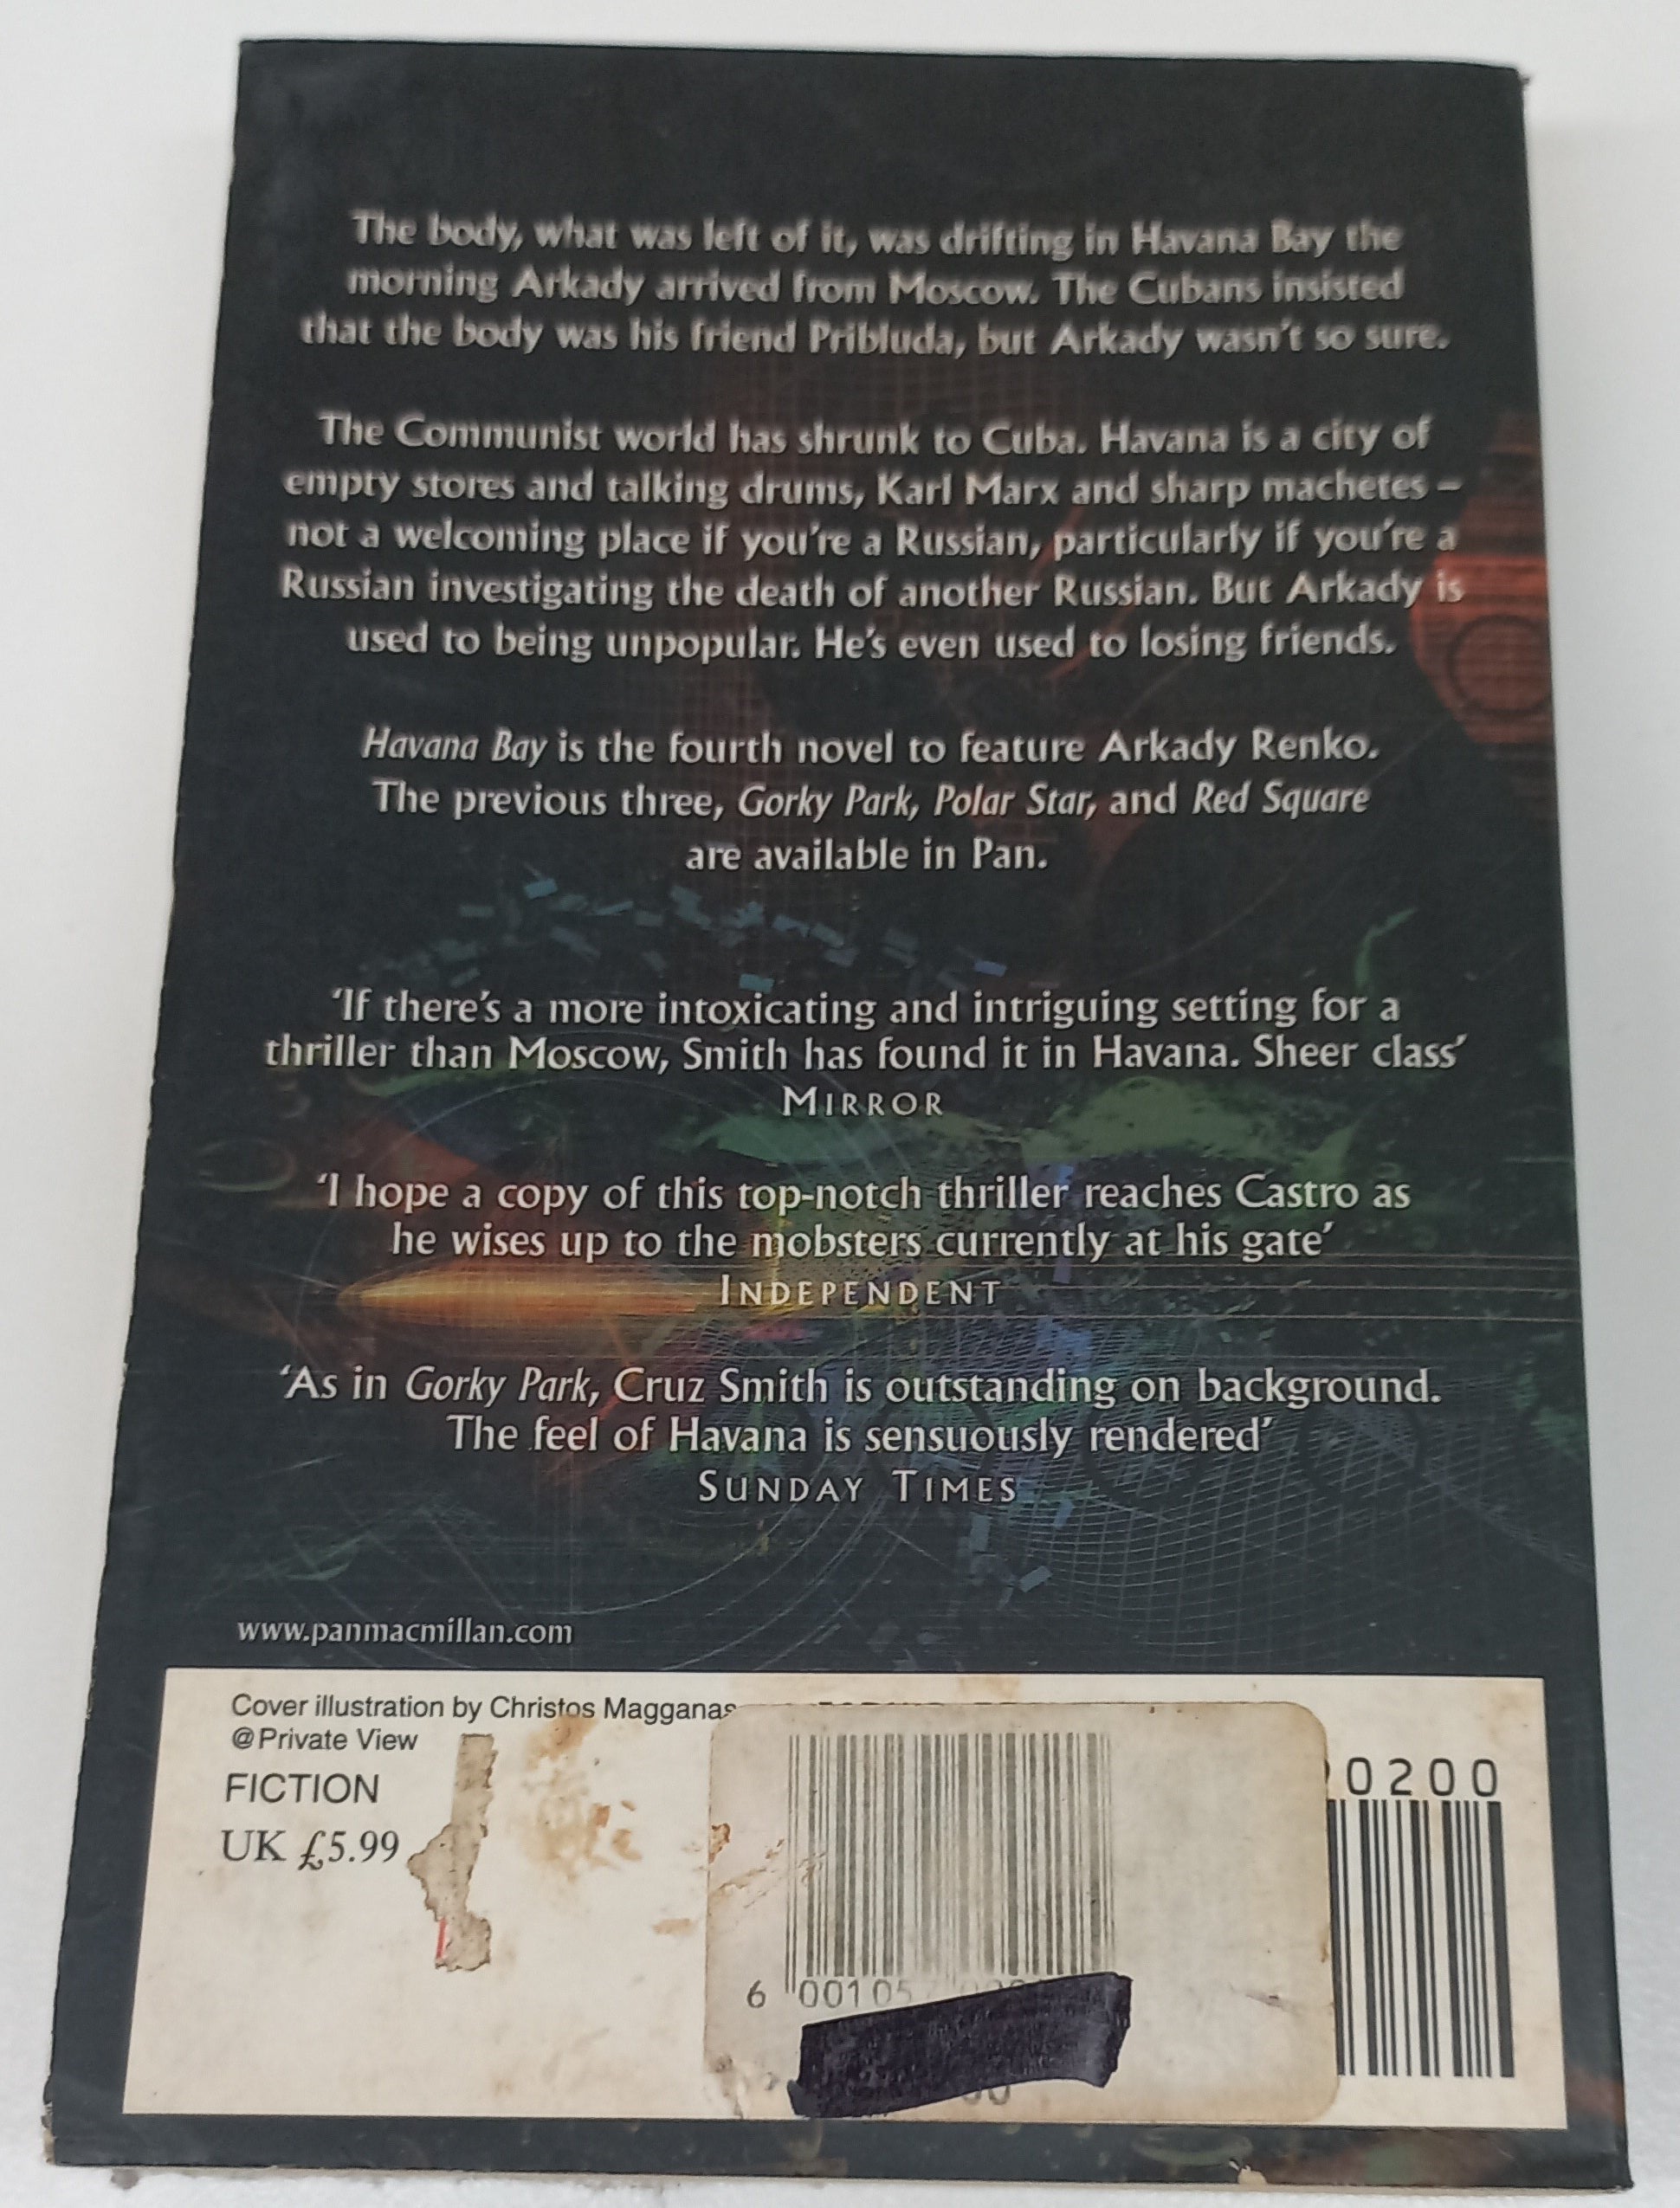 The body, what was left of it, was drifting in Havana Bay the
morning Arkady arrived from Moscow. The Cubans insisted
that the body was his friend Pribluda, but Arkady wasn't so sure.
The Communist world has shrunk to Cuba. Havana is a city of
empty stores and talking drums, Karl Marx and sharp machetes –
not a welcoming place if you're a Russian, particularly if you're a
Russian investigating the death of another Russian. But Arkady is
used to being unpopular. He's even used to losing friends.
Havana Bay is the fourth novel to feature Arkady Renko.
The previous three, Gorky Park, Polar Star, and Red Square
are available in Pan.
‘If there's a more intoxicating and intriguing setting for a
thriller than Moscow, Smith has found it in Havana. Sheer class’
MIRROR
‘I hope a copy of this top-notch thriller reaches Castro as
he wises up to the mobsters currently at his gate’
INDEPENDENT
‘As in Gorky Park, Cruz Smith is outstanding on background.
The feel of Havana is sensuously rendered’
SUNDAY TIMES
www.panmacmillan.com
Cover illustration by Christos Magganas
@Private View
FICTION
UK £5.99
0200
6 00105